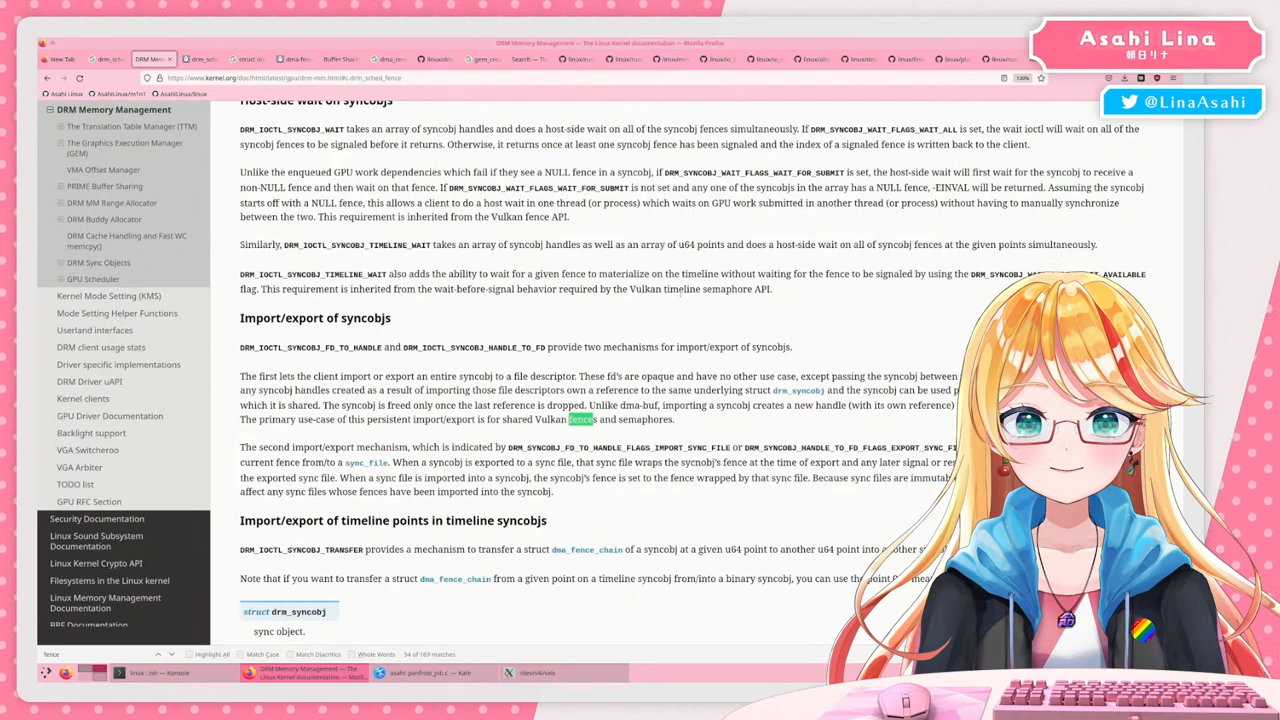 Asahi Lina
朝日リナ
@LinaAsahi
DRM Memory Management — The Linux Kernel documentation — Mozilla Firefox
New Tab
https://www.kernel.org/doc/html/latest/gpu/drm-mm.html#c.drm_sched_fence
130%
Asahi Lina
AsahiLinux/m1n1
AsahiLinux/linux
DRM Memory Management
The Translation Table Manager (TTM)
The Graphics Execution Manager
(GEM)
VMA Offset Manager
PRIME Buffer Sharing
DRM MM Range Allocator
DRM Buddy Allocator
DRM Cache Handling and Fast WC
memcpy()
DRM Sync Objects
GPU Scheduler
Kernel Mode Setting (KMS)
Mode Setting Helper Functions
Userland interfaces
DRM client usage stats
Driver specific implementations
DRM Driver uAPI
Kernel clients
GPU Driver Documentation
Backlight support
VGA Switcheroo
VGA Arbiter
TODO list
GPU RFC Section
Security Documentation
Linux Sound Subsystem
Documentation
Linux Kernel Crypto API
Filesystems in the Linux kernel
Linux Memory Management
Documentation
BPF Documentation
Host-side wait on syncobjs
DRM_IOCTL_SYNCOBJ_WAIT takes an array of syncobj handles and does a host-side wait on all of the syncobj fences simultaneously. If DRM_SYNCOBJ_WAIT_FLAGS_WAIT_ALL is set, the wait ioctl will wait on all of the
syncobj fences to be signaled before it returns. Otherwise, it returns once at least one syncobj fence has been signaled and the index of a signaled fence is written back to the client.
Unlike the enqueued GPU work dependencies which fail if they see a NULL fence in a syncobj, if DRM_SYNCOBJ_WAIT_FLAGS_WAIT_FOR_SUBMIT is set, the host-side wait will first wait for the syncobj to receive a
non-NULL fence and then wait on that fence. If DRM_SYNCOBJ_WAIT_FLAGS_WAIT_FOR_SUBMIT is not set and any one of the syncobjs in the array has a NULL fence, -EINVAL will be returned. Assuming the syncobj
starts off with a NULL fence, this allows a client to do a host wait in one thread (or process) which waits on GPU work submitted in another thread (or process) without having to manually synchronize
between the two. This requirement is inherited from the Vulkan fence API.
Similarly, DRM_IOCTL_SYNCOBJ_TIMELINE_WAIT takes an array of syncobj handles as well as an array of u64 points and does a host-side wait on all of syncobj fences at the given points simultaneously.
DRM_IOCTL_SYNCOBJ_TIMELINE_WAIT also adds the ability to wait for a given fence to materialize on the timeline without waiting for the fence to be signaled by using the DRM_SYNCOBJ_WAIT AVAILABLE
flag. This requirement is inherited from the wait-before-signal behavior required by the Vulkan timeline semaphore API.
Import/export of syncobjs
DRM_IOCTL_SYNCOBJ_FD_TO_HANDLE and DRM_IOCTL_SYNCOBJ_HANDLE_TO_FD provide two mechanisms for import/export of syncobjs.
The first lets the client import or export an entire syncobj to a file descriptor. These fd's are opaque and have no other use case, except passing the syncobj between
any syncobj handles created as a result of importing those file descriptors own a reference to the same underlying struct drm_syncobj and the syncobj can be used p
which it is shared. The syncobj is freed only once the last reference is dropped. Unlike dma-buf, importing a syncobj creates a new handle (with its own reference)
The primary use-case of this persistent import/export is for shared Vulkan fences and semaphores.
The second import/export mechanism, which is indicated by DRM_SYNCOBJ_FD_TO_HANDLE_FLAGS_IMPORT_SYNC_FILE or DRM_SYNCOBJ_HANDLE_TO_FD_FLAGS_EXPORT_SYNC_FI
current fence from/to a sync_file. When a syncobj is exported to a sync file, that sync file wraps the sycnobj's fence at the time of export and any later signal or res
the exported sync file. When a sync file is imported into a syncobj, the syncobj's fence is set to the fence wrapped by that sync file. Because sync files are immutab
affect any sync files whose fences have been imported into the syncobj.
Import/export of timeline points in timeline syncobjs
DRM_IOCTL_SYNCOBJ_TRANSFER provides a mechanism to transfer a struct dma_fence_chain of a syncobj at a given u64 point to another u64 point into another s
Note that if you want to transfer a struct dma_fence_chain from a given point on a timeline syncobj from/into a binary syncobj, you can use the point 0 mea
struct drm_syncobj
sync object.
fence
Highlight All
Match Case
Match Diacritics
Whole Words
54 of 169 matches
linux : zsh — Konsole
DRM Memory Management — The
Linux Kernel documentation — Mozill...
asahi: panfrost_job.c — Kate